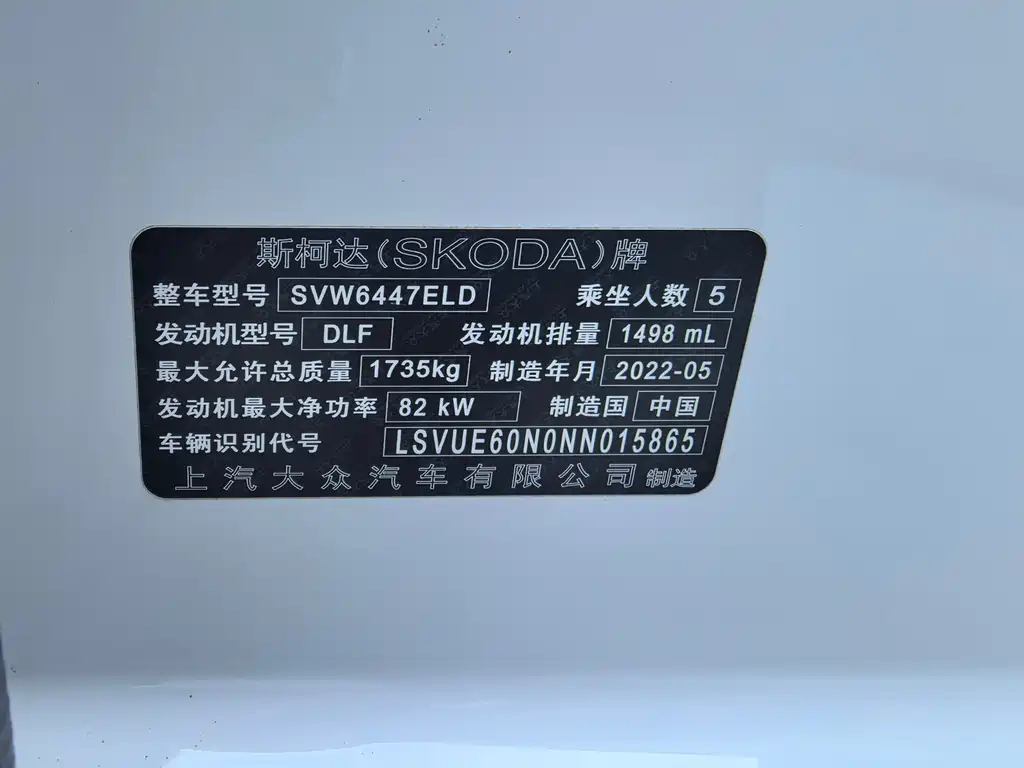 斯柯达(SKODA)牌
整车型号 SVW6447ELD 乘坐人数 5
发动机型号 DLF 发动机排量 1498 mL
最大允许总质量 1735kg 制造年月 2022-05
发动机最大净功率 82 kW 制造国 中国
车辆识别代号 LSVUE60N0NN015865
上汽大众汽车有限公司 制造